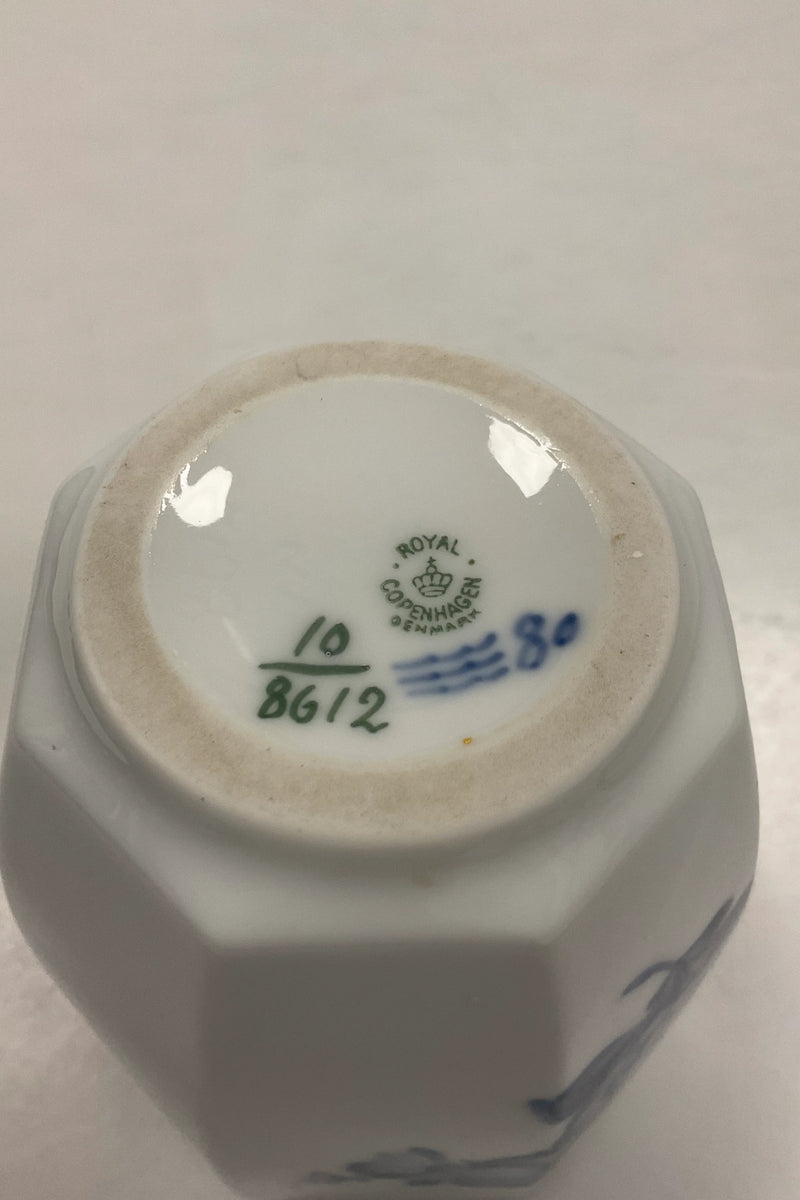 ROYAL
COPENHAGEN
DENMARK
80
10
8612